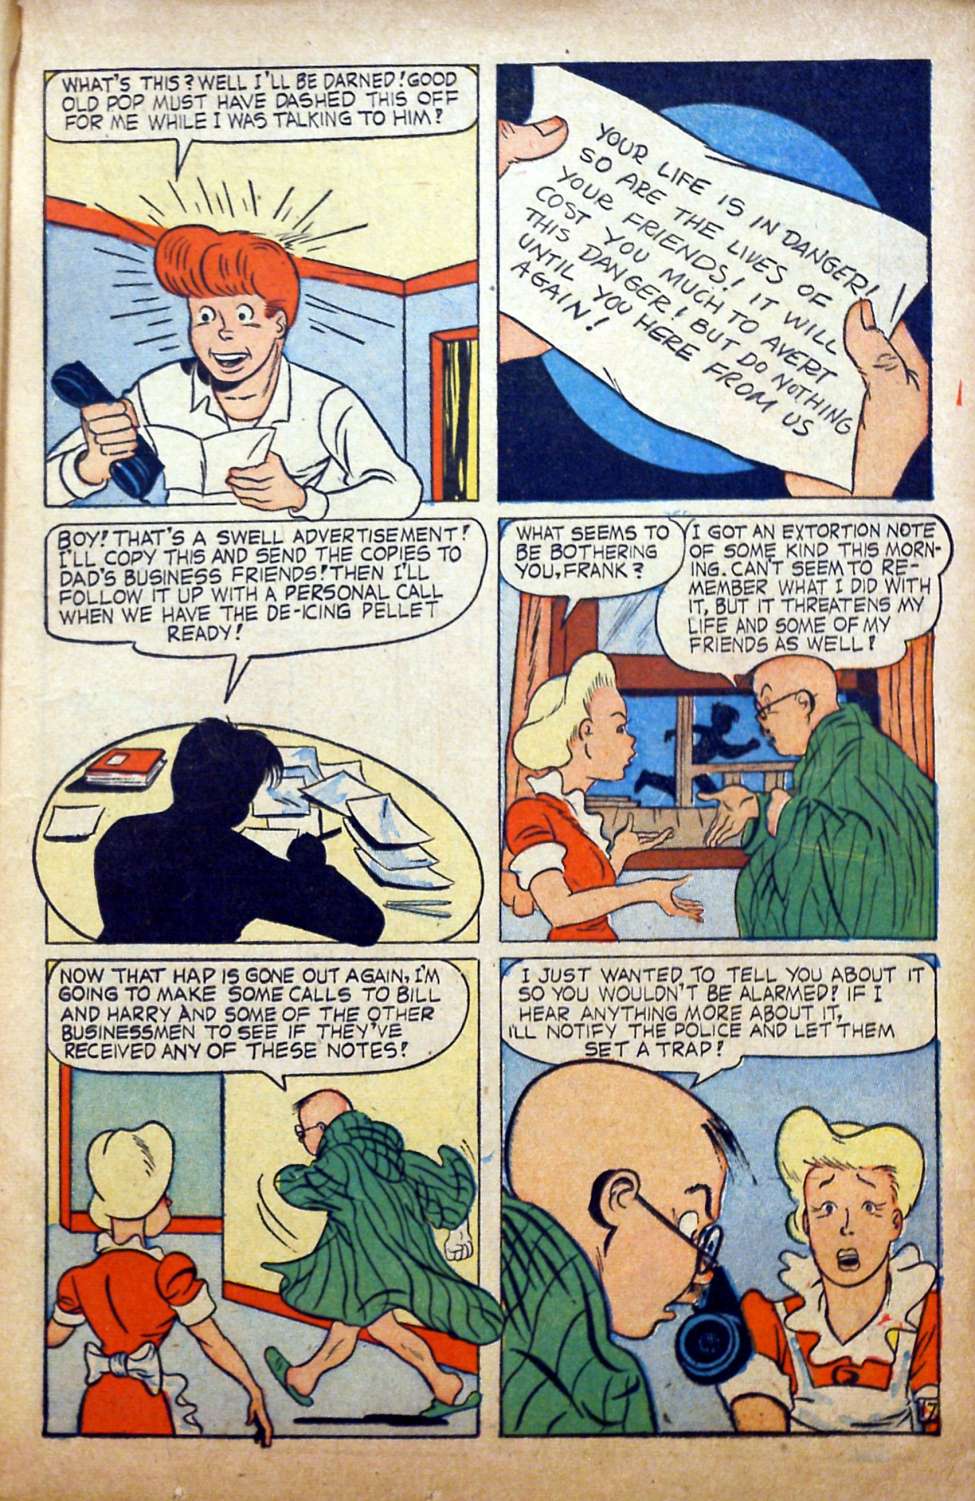 WHAT'S THIS? WELL I'LL BE DARNED! GOOD
OLD POP MUST HAVE DASHED THIS OFF
FOR ME WHILE I WAS TALKING TO HIM!
YOUR LIFE IS IN DANGER!
SO ARE THE LIVES OF
YOUR FRIENDS! IT WILL
COST YOU MUCH TO AVERT
THIS DANGER! BUT DO NOTHING
UNTIL YOU HERE FROM US
AGAIN!
BOY! THAT'S A SWELL ADVERTISEMENT!
I'LL COPY THIS AND SEND THE COPIES TO
DAD'S BUSINESS FRIENDS! THEN I'LL
FOLLOW IT UP WITH A PERSONAL CALL
WHEN WE HAVE THE DE-ICING PELLET
READY!
WHAT SEEMS TO
BE BOTHERING
YOU, FRANK?
I GOT AN EXTORTION NOTE
OF SOME KIND THIS MORN-
ING. CAN'T SEEM TO RE-
MEMBER WHAT I DID WITH
IT, BUT IT THREATENS MY
LIFE AND SOME OF MY
FRIENDS AS WELL!
NOW THAT HAP IS GONE OUT AGAIN, I'M
GOING TO MAKE SOME CALLS TO BILL
AND HARRY AND SOME OF THE OTHER
BUSINESSMEN TO SEE IF THEY'VE
RECEIVED ANY OF THESE NOTES!
I JUST WANTED TO TELL YOU ABOUT IT
SO YOU WOULDN'T BE ALARMED! IF I
HEAR ANYTHING MORE ABOUT IT,
I'LL NOTIFY THE POLICE AND LET THEM
SET A TRAP!
17